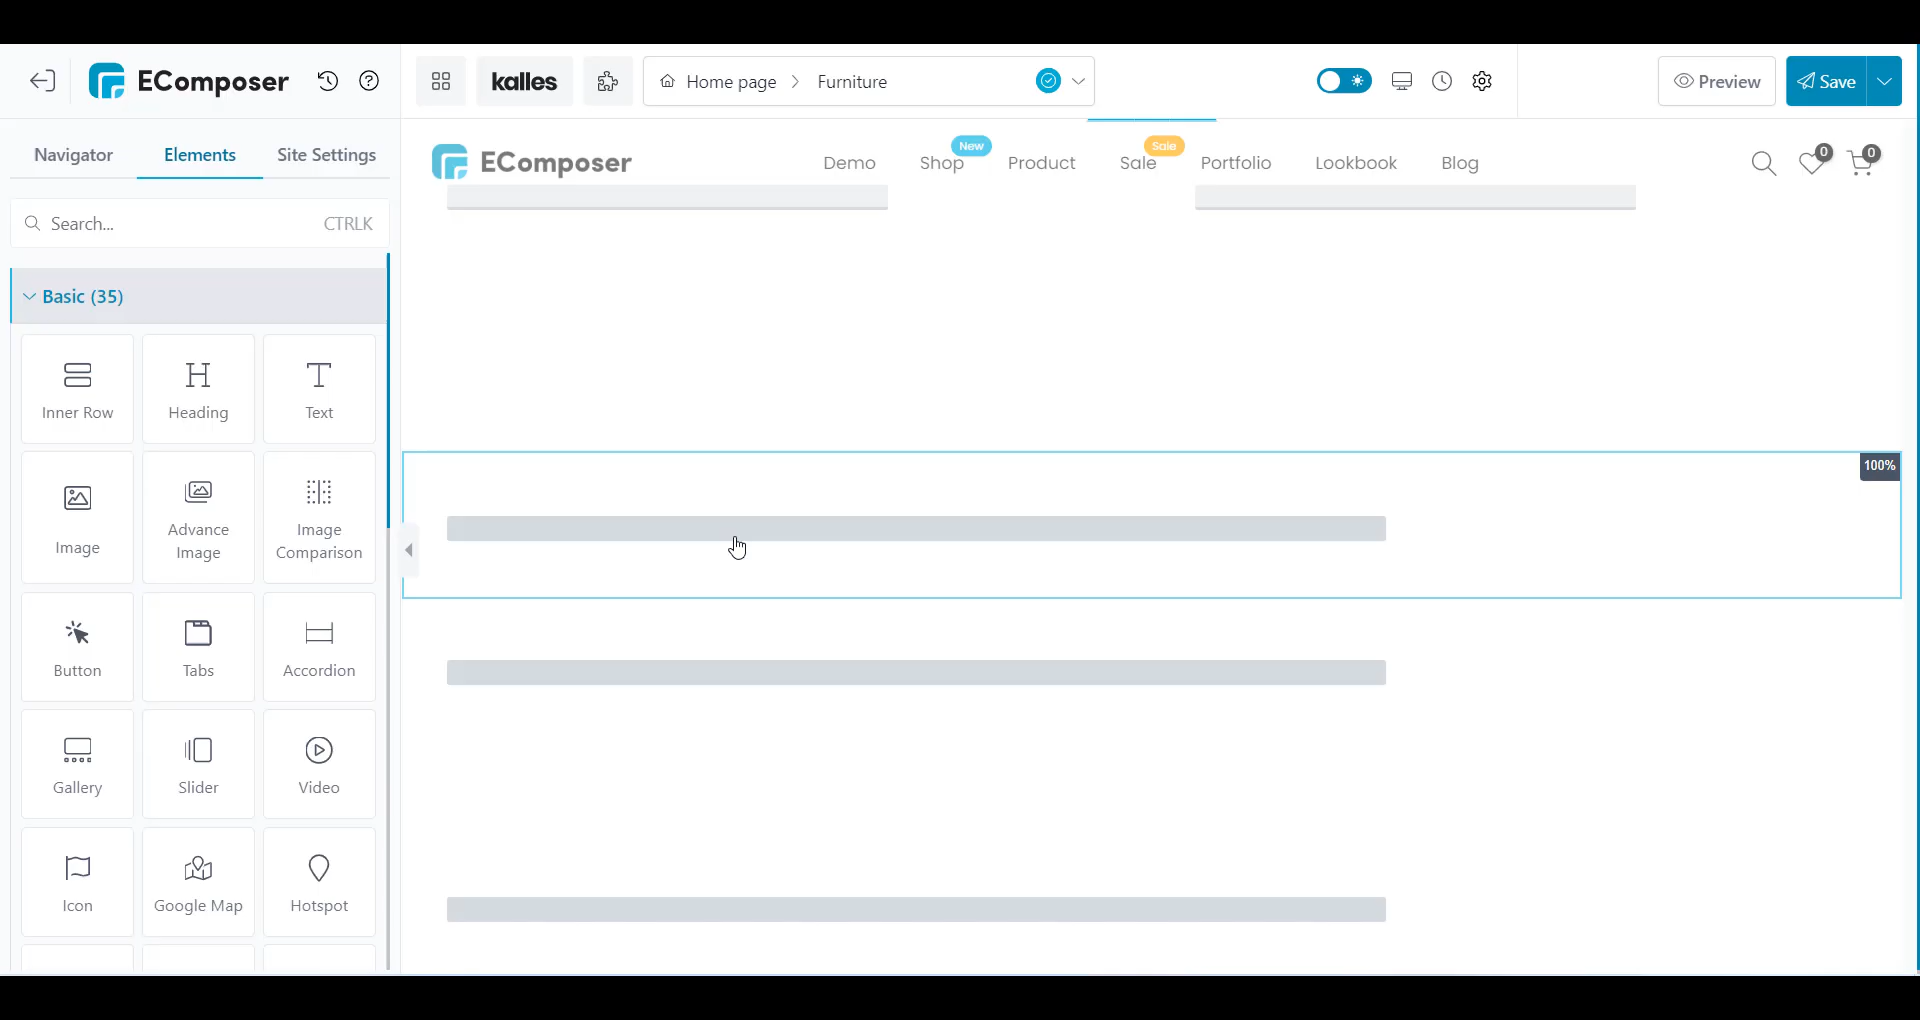 EComposer
kalles
Home page > Furniture
Preview
Save
Navigator
Elements
Site Settings
Search...
CTRLK
Basic (35)
Inner Row
Heading
Text
Image
Advance
Image
Image
Comparison
Button
Tabs
Accordion
Gallery
Slider
Video
Icon
Google Map
Hotspot
EComposer
Demo
Shop
New
Product
Sale
Sale
Portfolio
Lookbook
Blog
0
0
100%